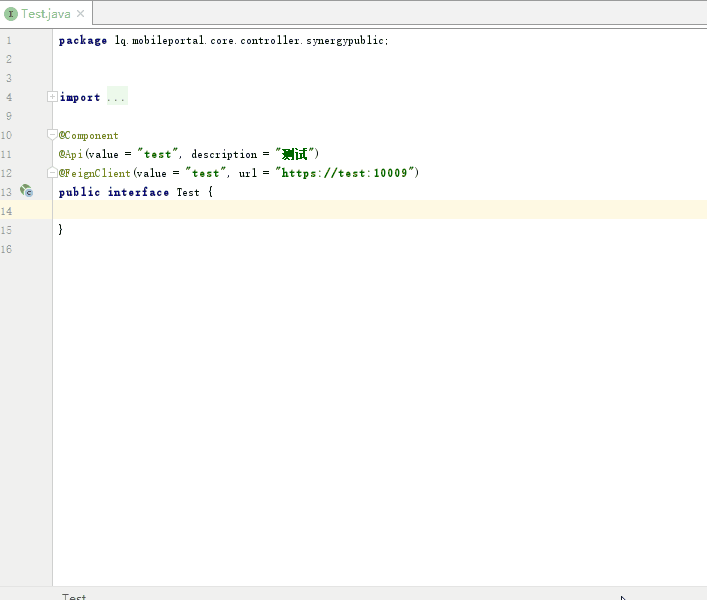 Test.java
1 package lq.mobileportal.core.controller.synergypublic;
2
3
4 import ...
9
10 @Component
11 @Api(value = "test", description = "测试")
12 @FeignClient(value = "test", url = "https://test:10009")
13 public interface Test {
14
15 }
16
Test